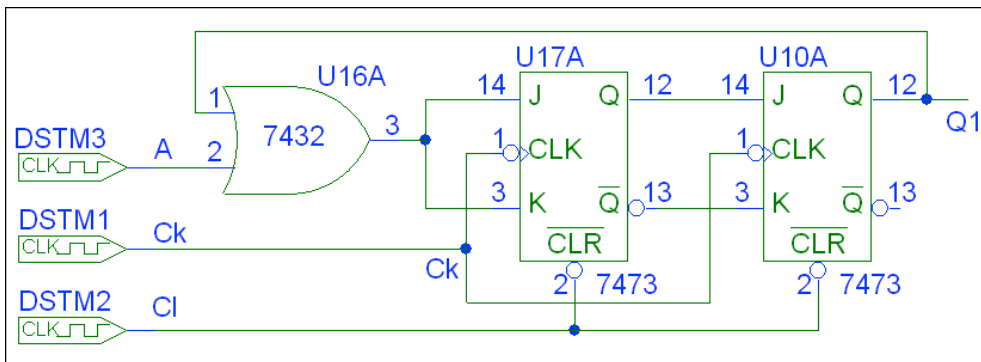 U17A
U10A
U16A
1
14
J
Q
12
14
J
Q
12
7432
3
1
CLK
1
CLK
Q1
DSTM3
A
2
CLK
3
K
Q
13
3
K
Q
13
DSTM1
Ck
CLK
CLR
CLR
Ck
2
7473
2
7473
DSTM2
Cl
CLK